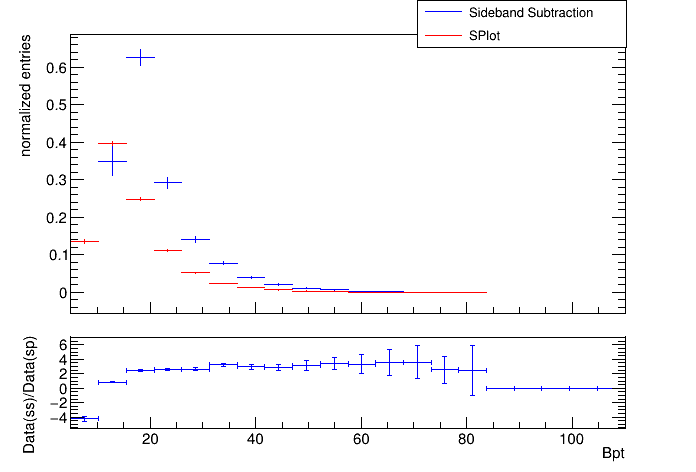 Sideband Subtraction
SPlot
normalized entries
0.6
0.5
0.4
0.3
0.2
0.1
0
Data(ss)/Data(sp)
6
4
2
0
−2
−4
20 40 60 80 100
Bpt